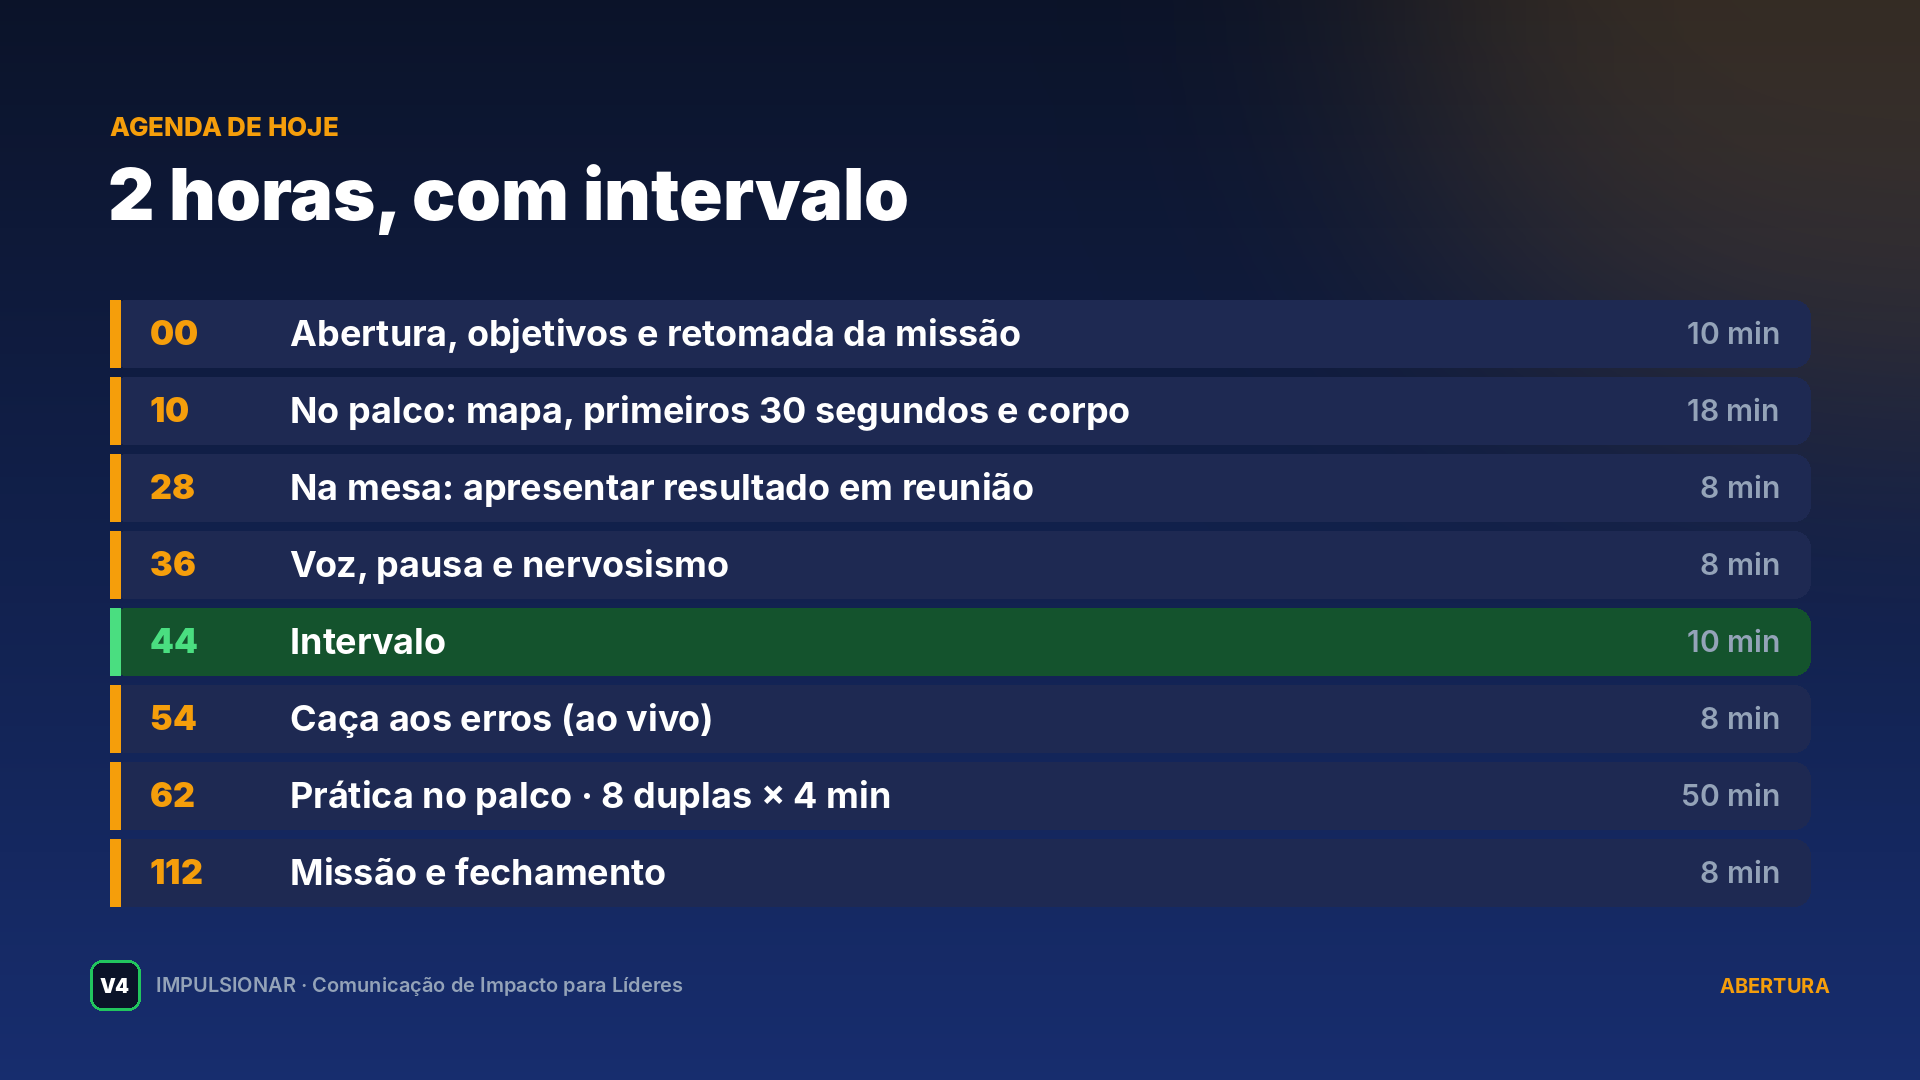 AGENDA DE HOJE
2 horas, com intervalo
00 Abertura, objetivos e retomada da missão 10 min
10 No palco: mapa, primeiros 30 segundos e corpo 18 min
28 Na mesa: apresentar resultado em reunião 8 min
36 Voz, pausa e nervosismo 8 min
44 Intervalo 10 min
54 Caça aos erros (ao vivo) 8 min
62 Prática no palco · 8 duplas × 4 min 50 min
112 Missão e fechamento 8 min
V4 IMPULSIONAR · Comunicação de Impacto para Líderes ABERTURA